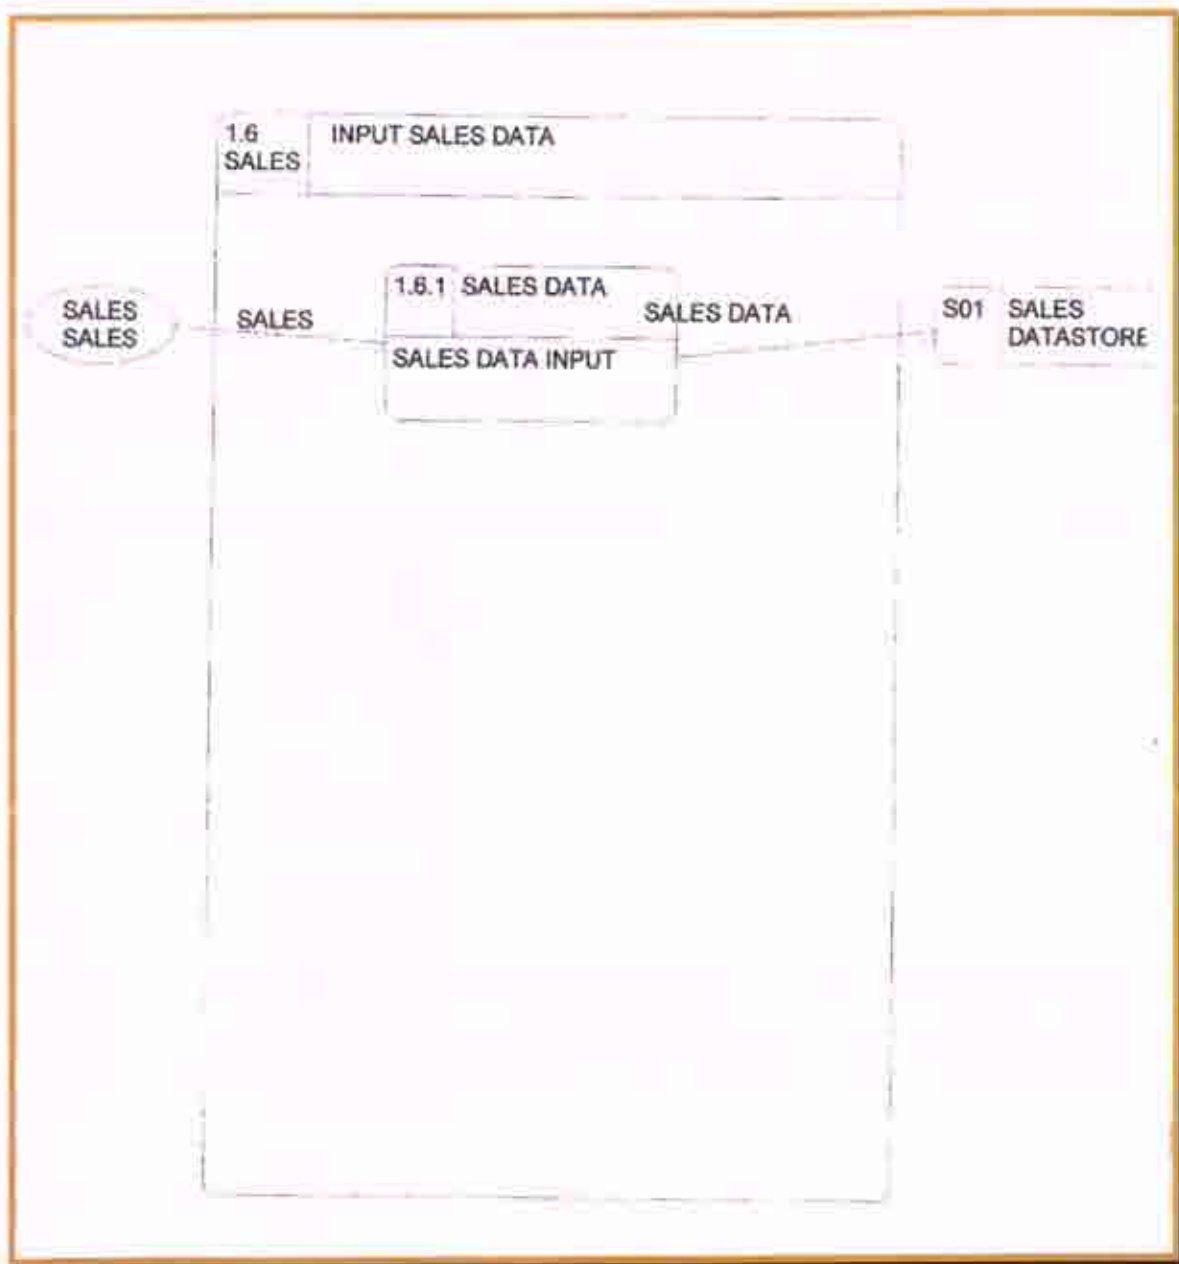 1.6
SALES
INPUT SALES DATA
SALES
SALES
SALES
1.6.1
SALES DATA
SALES DATA INPUT
SALES DATA
S01
SALES
DATASTORE